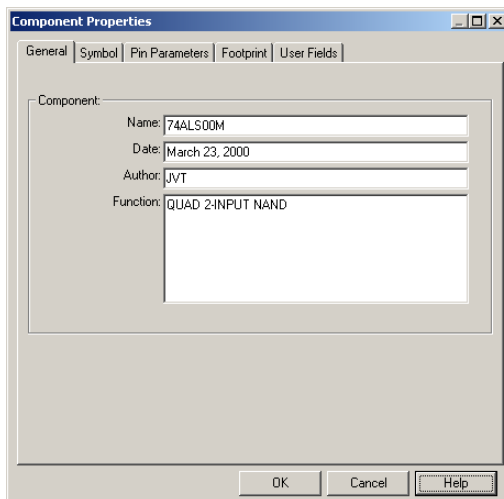 Component Properties
General Symbol Pin Parameters Footprint User Fields
Component:
Name: 74ALS00M
Date: March 23, 2000
Author: JVT
Function: QUAD 2-INPUT NAND
OK Cancel Help